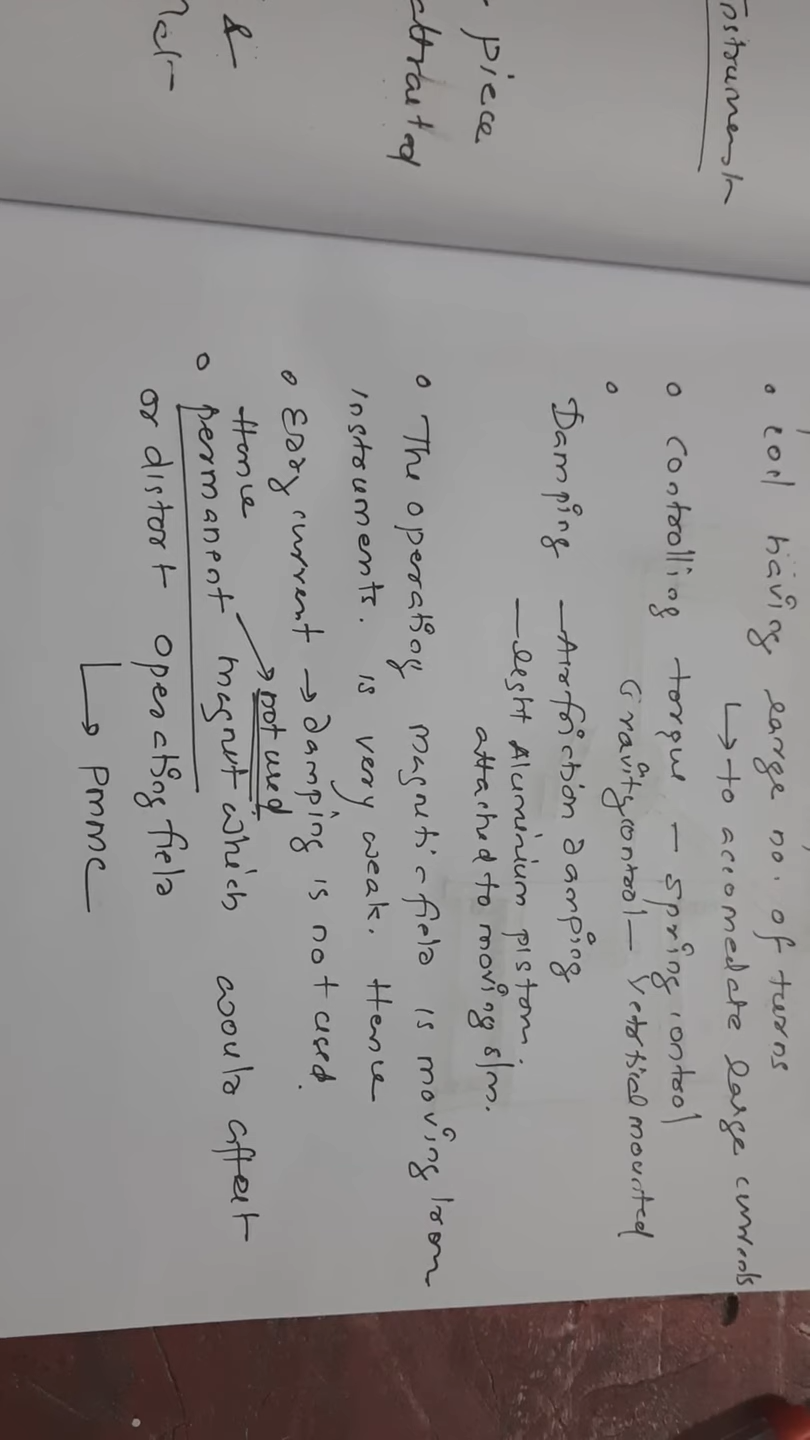 Instruments
- piece
attracted
&
• coil having large no. of turns
↳ to accomedate large currents
• controlling torque - spring control
Gravity control - Vertical mounted
•
Damping - Air friction damping
- light Aluminium pistom.
attached to moving s/m.
• The operating magnetic field is moving Iron
instruments. is very weak. Hence
• Eddy current → damping is not used.
Hence → not used
• permanent magnet which would affect
or distort operating field
↳ PMMC